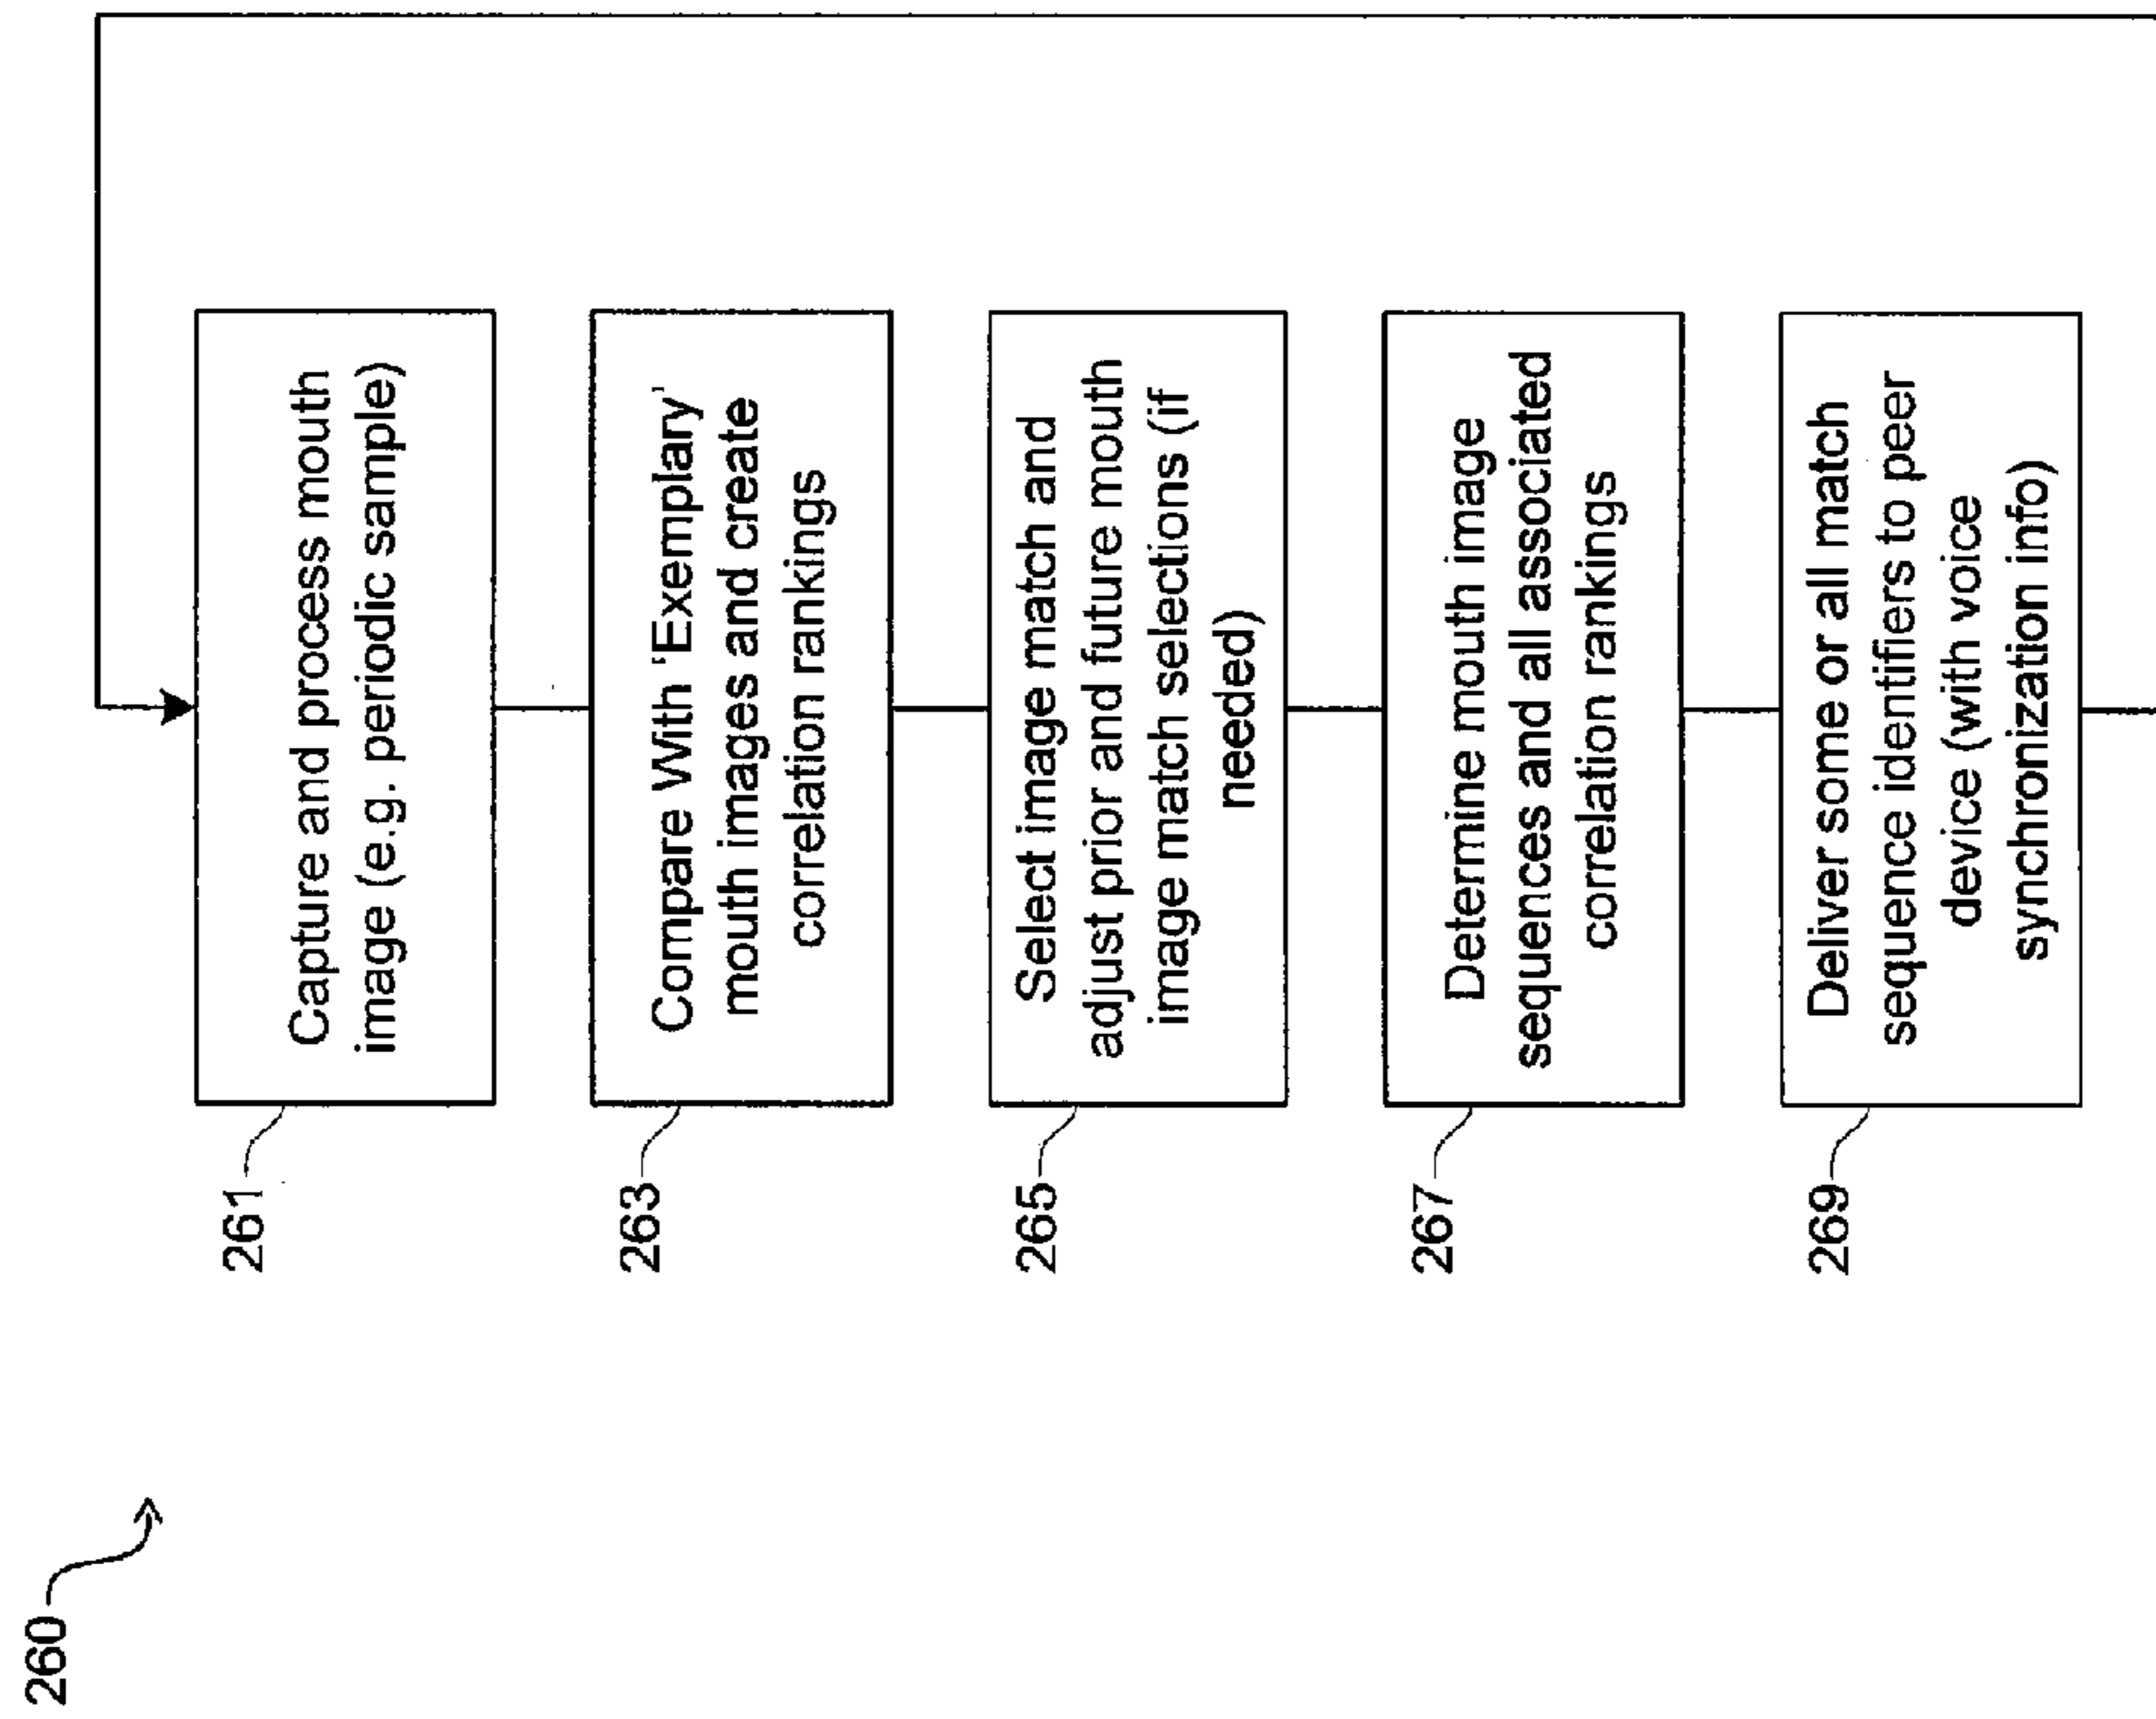 260
261
Capture and process mouth
image (e.g. periodic sample)
263
Compare With 'Exemplary'
mouth images and create
correlation rankings
265
Select image match and
adjust prior and future mouth
image match selections (if
needed)
267
Determine mouth image
sequences and all associated
correlation rankings
269
Deliver some or all match
sequence identifiers to peer
device (with voice
synchronization info)